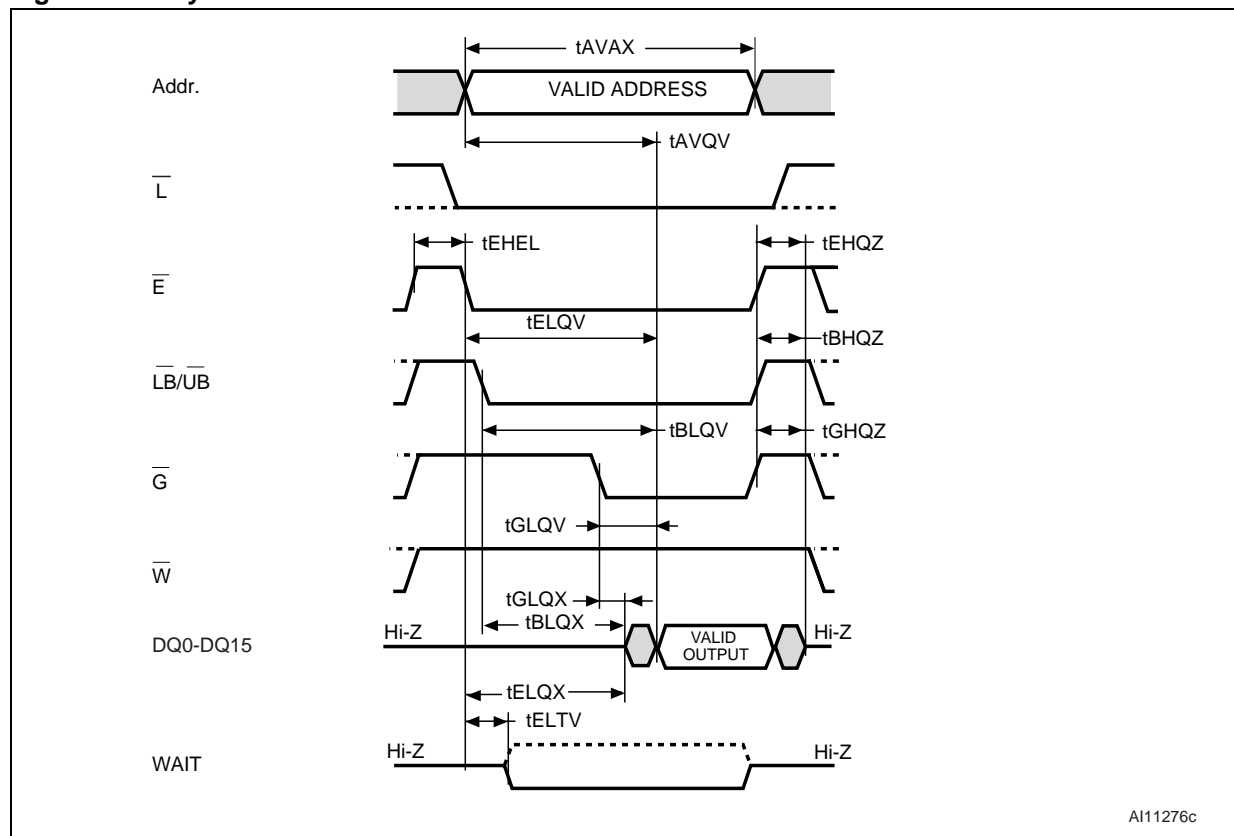 tAVAX
Addr.
VALID ADDRESS
tAVQV
L
tEHEL
tEHQZ
E
tELQV
tBHQZ
LB/UB
tBLQV
tGHQZ
G
tGLQV
W
tGLQX
tBLQX
Hi-Z
VALID
OUTPUT
Hi-Z
DQ0-DQ15
tELQX
tELTV
Hi-Z
Hi-Z
WAIT
AI11276c